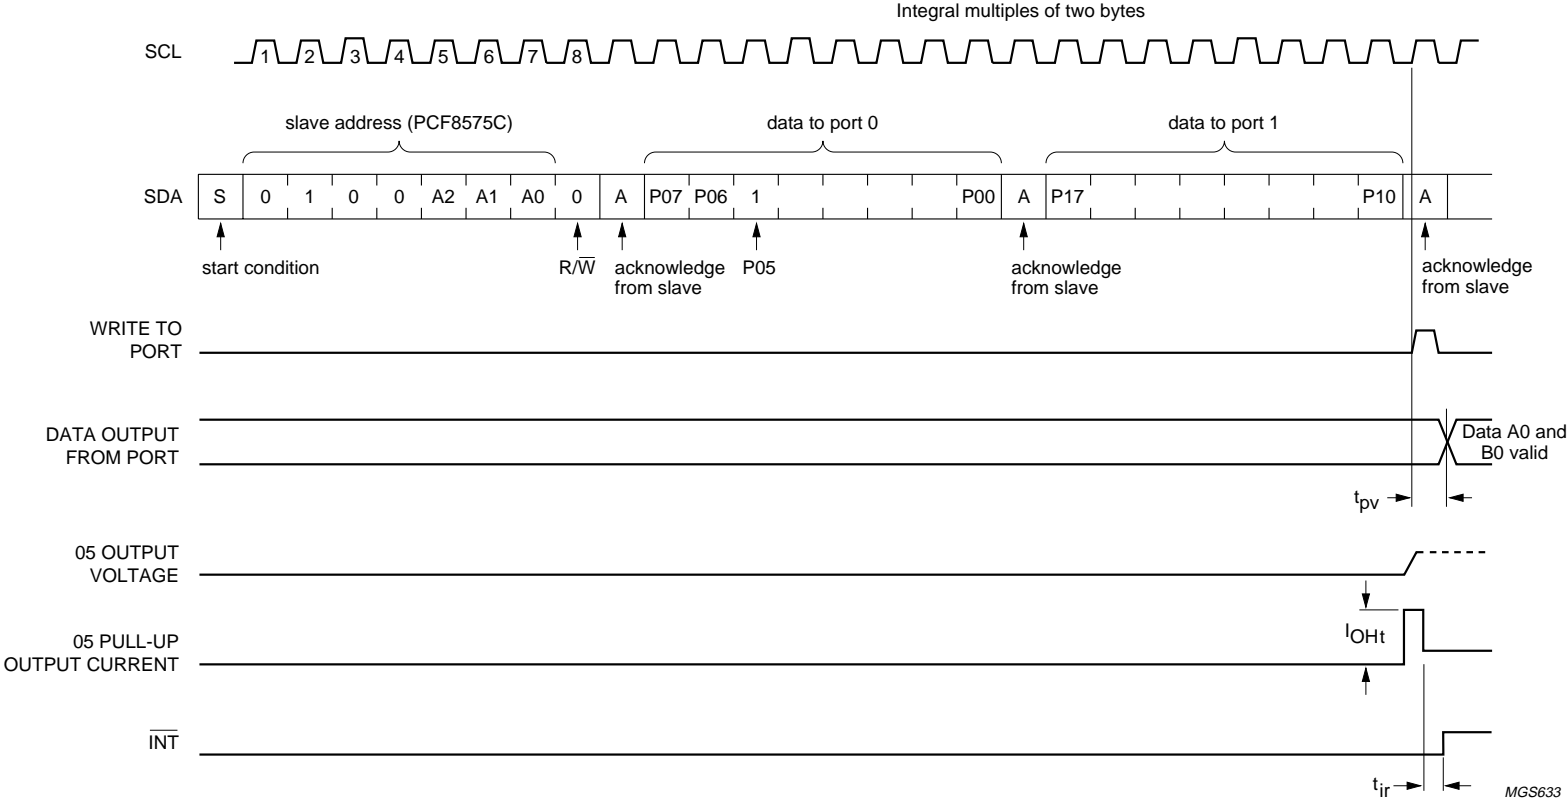 Integral multiples of two bytes
SCL
1 2 3 4 5 6 7 8
slave address (PCF8575C)
data to port 0
data to port 1
SDA
S 0 1 0 0 A2 A1 A0 0 A P07 P06 1 P00 A P17 P10 A
start condition
R/W̅
acknowledge
from slave
P05
acknowledge
from slave
acknowledge
from slave
WRITE TO
PORT
DATA OUTPUT
FROM PORT
Data A0 and
B0 valid
tpv
05 OUTPUT
VOLTAGE
05 PULL-UP
OUTPUT CURRENT
IOHt
I̅N̅T̅
tir
MGS633